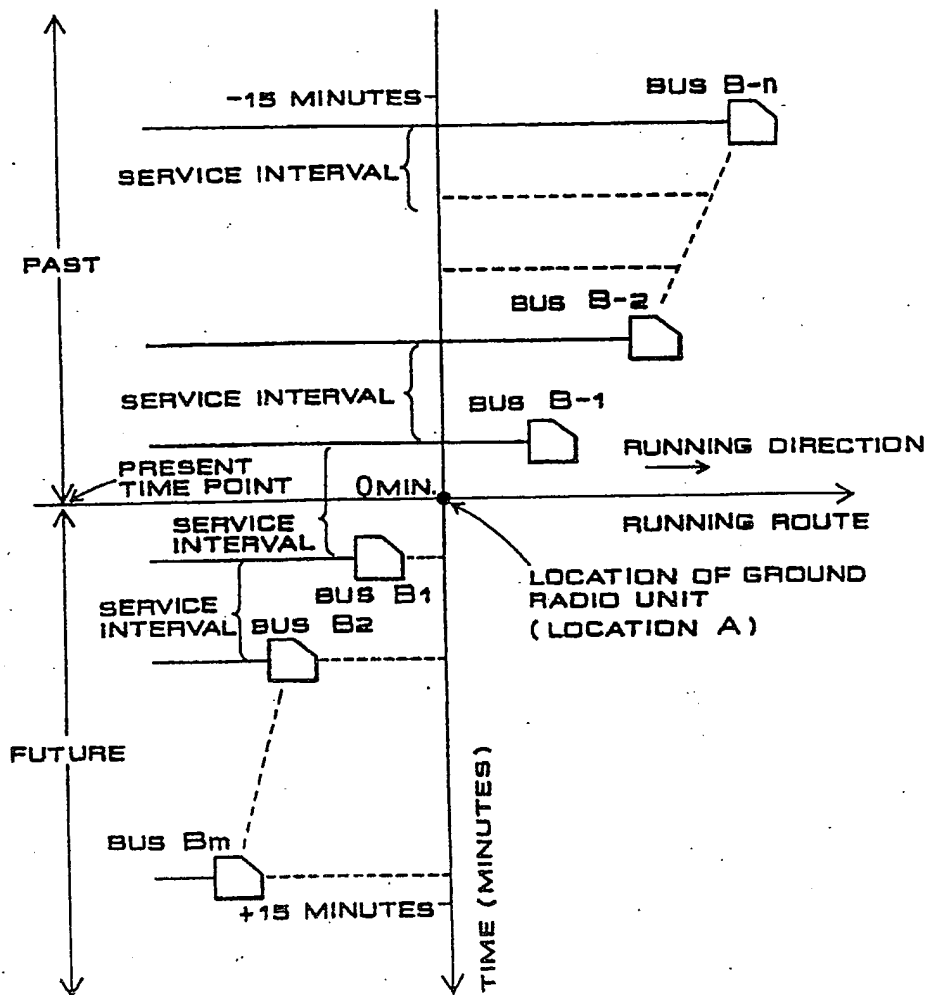 BUS B-n
-15 MINUTES
SERVICE INTERVAL
PAST
BUS B-2
SERVICE INTERVAL
BUS B-1
RUNNING DIRECTION
PRESENT
TIME POINT
0 MIN.
RUNNING ROUTE
SERVICE
INTERVAL
LOCATION OF GROUND
RADIO UNIT
(LOCATION A)
BUS B1
SERVICE
INTERVAL
BUS B2
FUTURE
TIME (MINUTES)
BUS Bm
+15 MINUTES